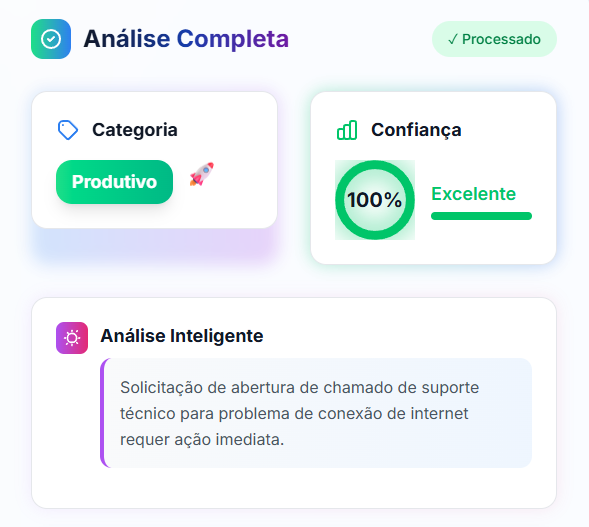 Análise Completa
✓ Processado
Categoria
Produtivo
Confiança
100%
Excelente
Análise Inteligente
Solicitação de abertura de chamado de suporte
técnico para problema de conexão de internet
requer ação imediata.